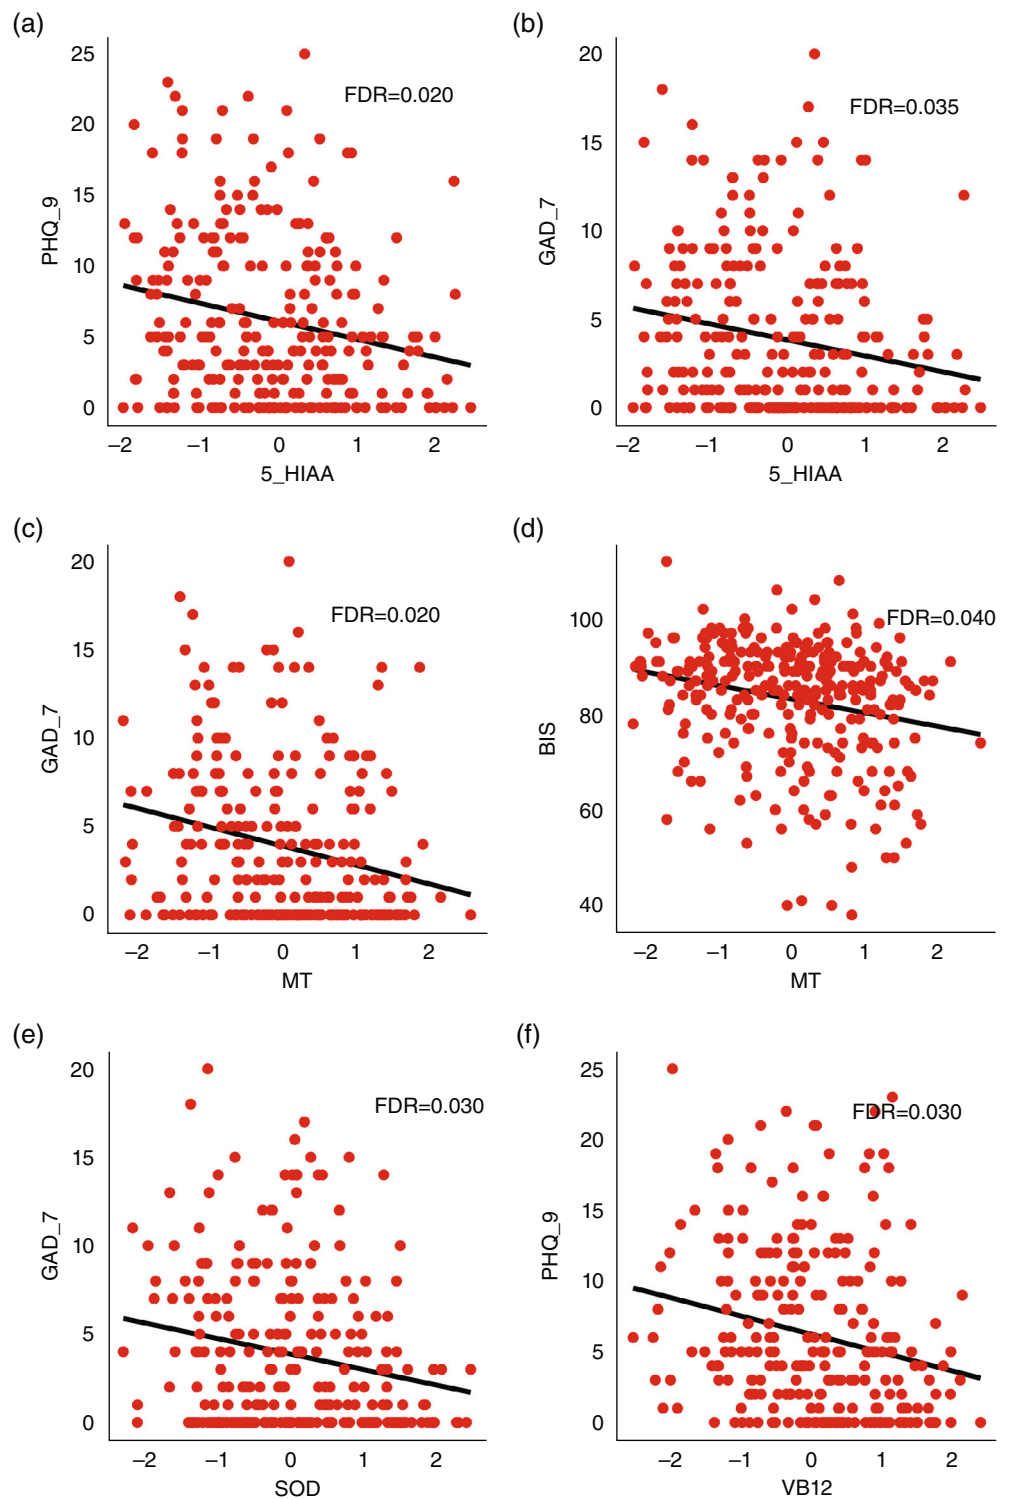 (a)
25
20
15
10
5
0
PHQ_9
FDR=0.020
−2 −1 0 1 2
5_HIAA
(b)
20
15
10
5
0
GAD_7
FDR=0.035
−2 −1 0 1 2
5_HIAA
(c)
20
15
10
5
0
GAD_7
FDR=0.020
−2 −1 0 1 2
MT
(d)
100
80
60
40
BIS
FDR=0.040
−2 −1 0 1 2
MT
(e)
20
15
10
5
0
GAD_7
FDR=0.030
−2 −1 0 1 2
SOD
(f)
25
20
15
10
5
0
PHQ_9
FDR=0.030
−2 −1 0 1 2
VB12